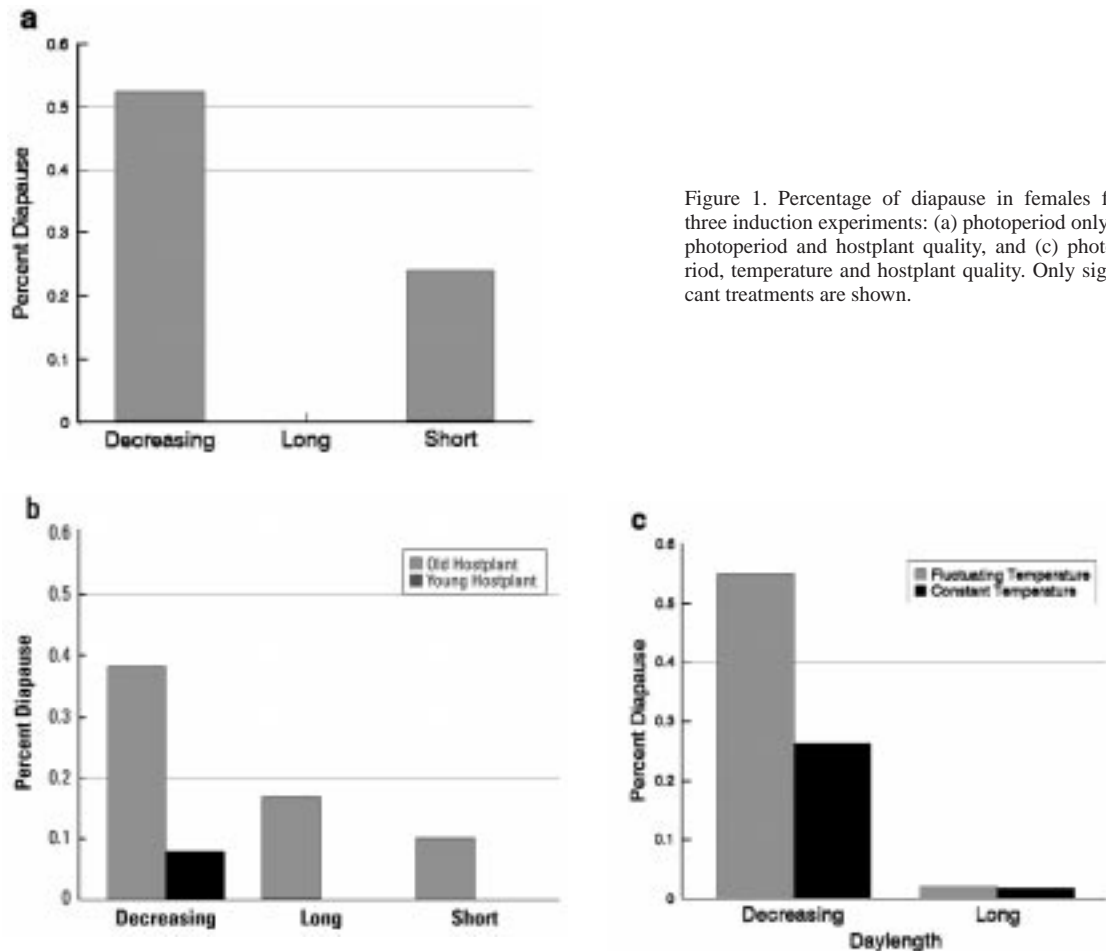 a
0.6
0.5
0.4
0.3
0.2
0.1
0
Percent Diapause
Decreasing Long Short
Figure 1. Percentage of diapause in females f
three induction experiments: (a) photoperiod only
photoperiod and hostplant quality, and (c) phot
riod, temperature and hostplant quality. Only sig
cant treatments are shown.
b
0.6
0.5
0.4
0.3
0.2
0.1
0
Percent Diapause
Old Hostplant
Young Hostplant
Decreasing Long Short
c
0.6
0.5
0.4
0.3
0.2
0.1
0
Percent Diapause
Fluctuating Temperature
Constant Temperature
Decreasing Long
Daylength